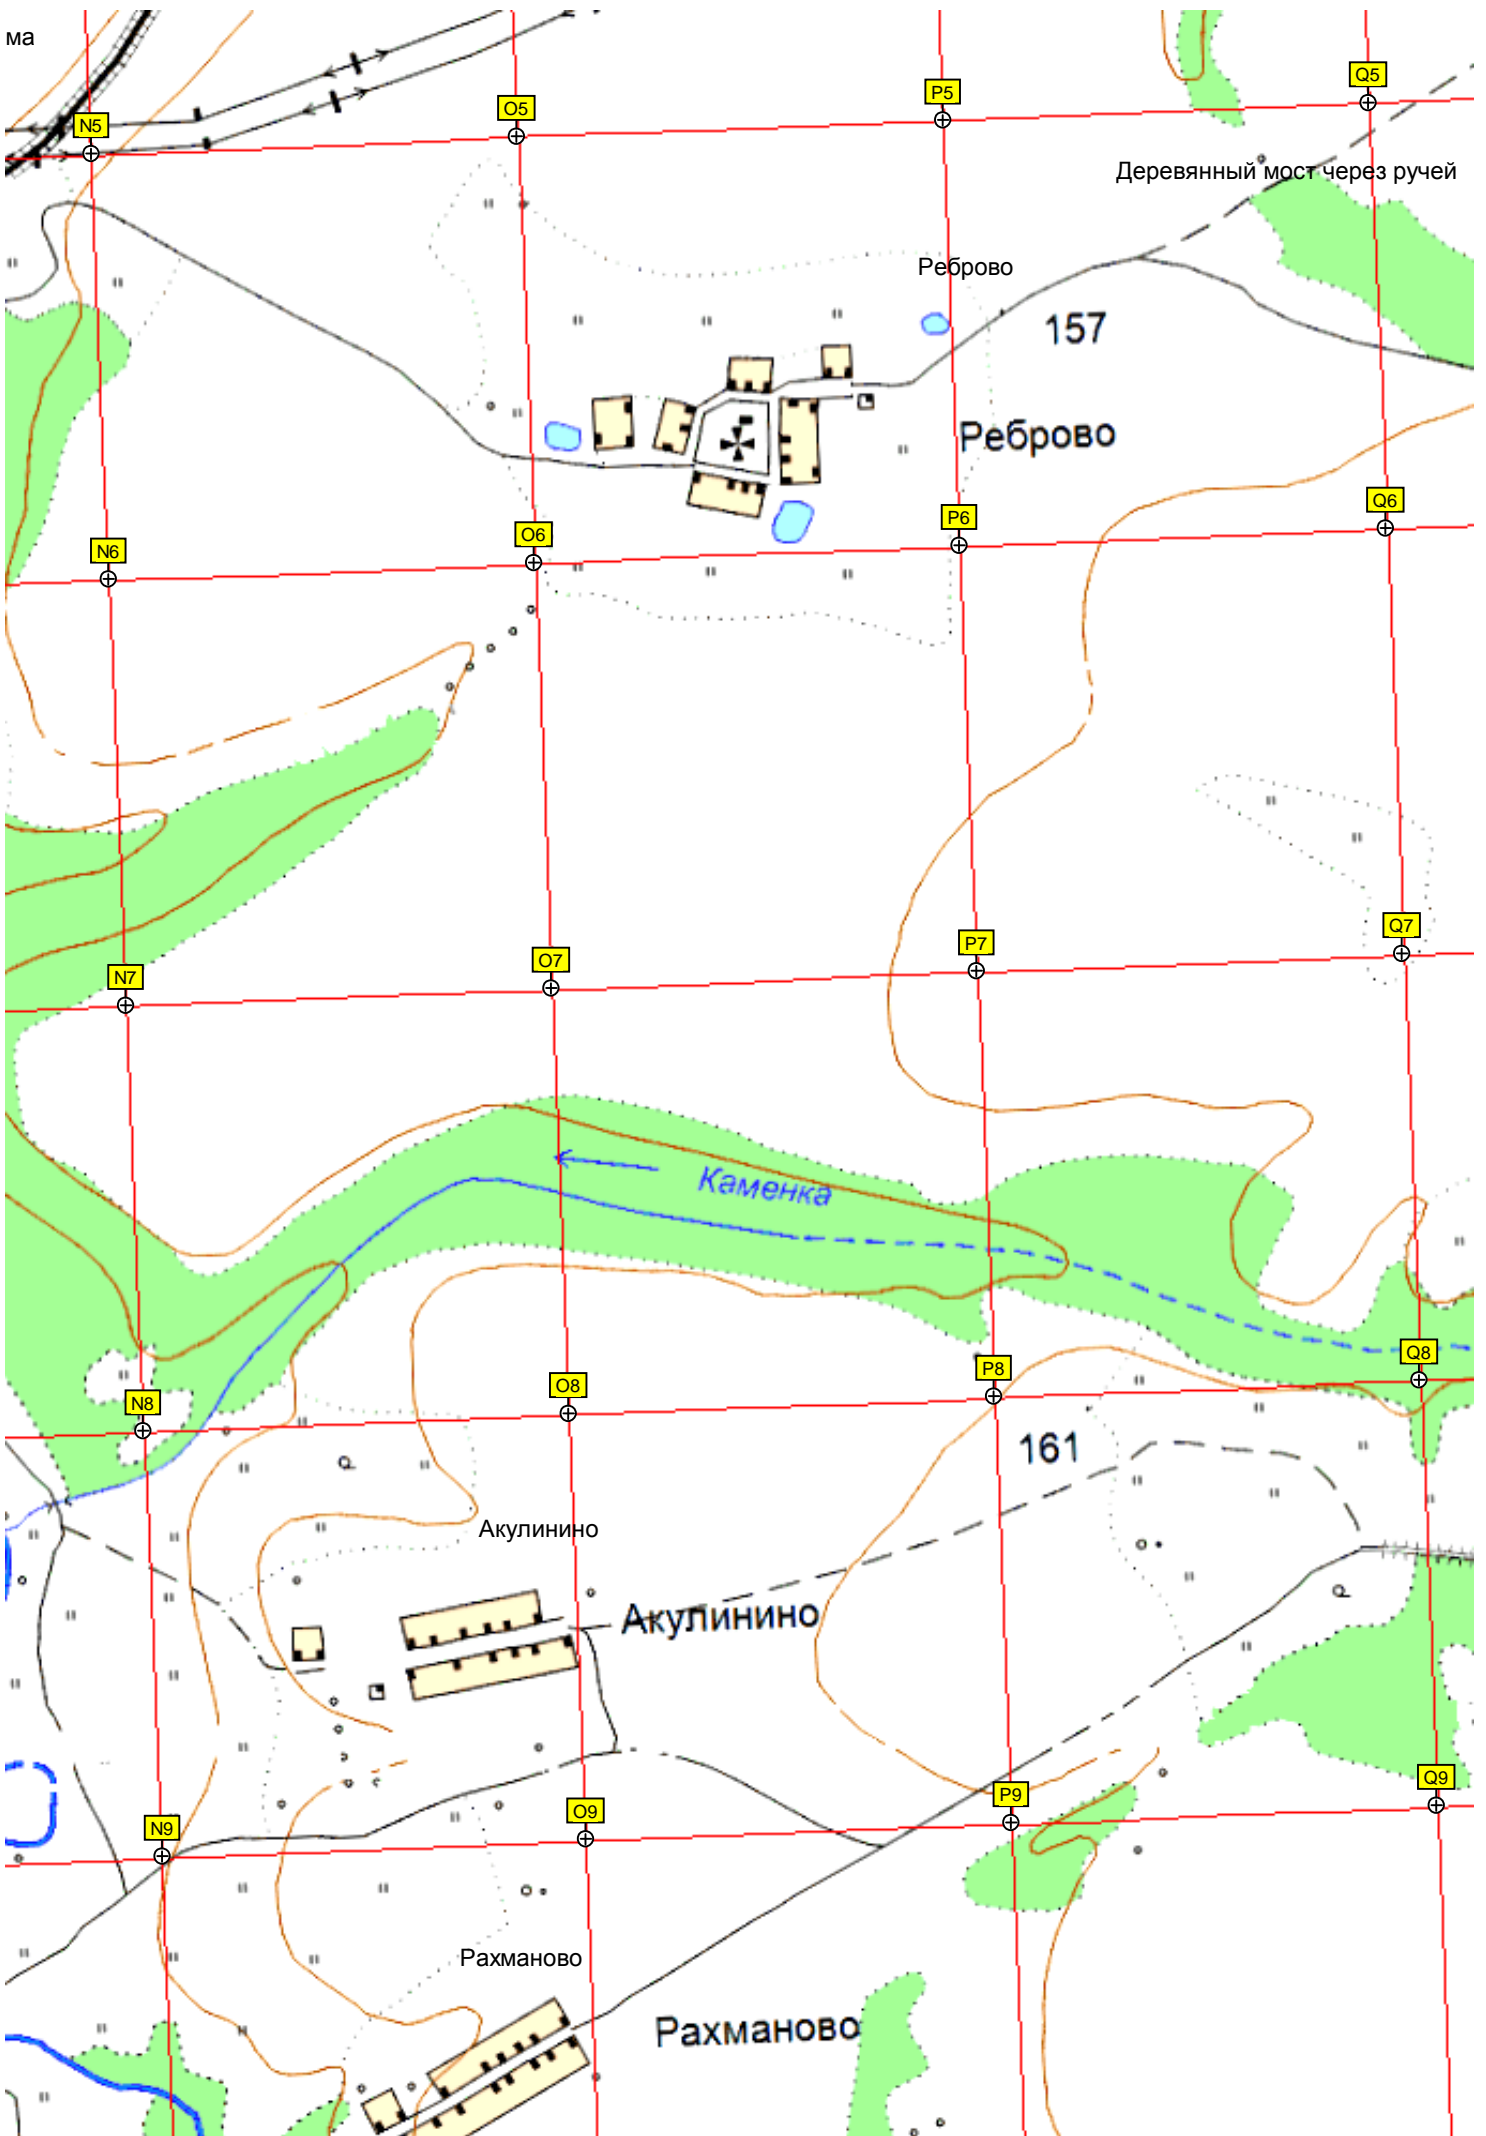 ма
N5
O5
P5
Q5
Деревянный мост через ручей
Реброво
157
Реброво
N6
O6
P6
Q6
N7
O7
P7
Q7
Каменка
N8
O8
P8
Q8
161
Акулинино
Акулинино
N9
O9
P9
Q9
Рахманово
Рахманово